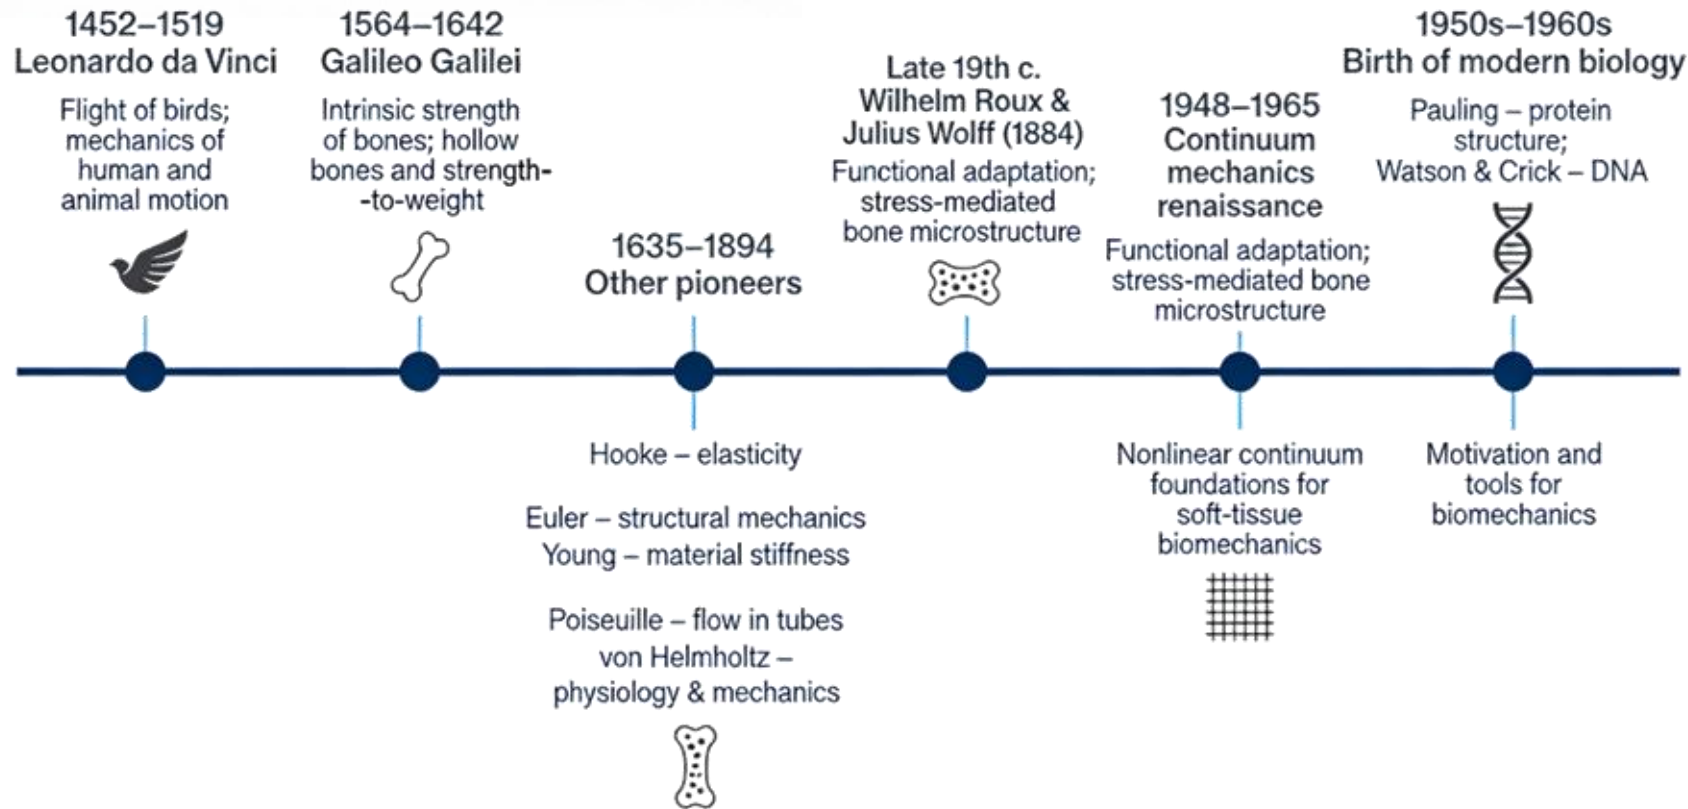 1452–1519
Leonardo da Vinci
Flight of birds;
mechanics of
human and
animal motion
1564–1642
Galileo Galilei
Intrinsic strength
of bones; hollow
bones and strength-
-to-weight
1635–1894
Other pioneers
Hooke – elasticity
Euler – structural mechanics
Young – material stiffness
Poiseuille – flow in tubes
von Helmholtz –
physiology & mechanics
Late 19th c.
Wilhelm Roux &
Julius Wolff (1884)
Functional adaptation;
stress-mediated
bone microstructure
1948–1965
Continuum
mechanics
renaissance
Functional adaptation;
stress-mediated bone
microstructure
Nonlinear continuum
foundations for
soft-tissue
biomechanics
1950s–1960s
Birth of modern biology
Pauling – protein
structure;
Watson & Crick – DNA
Motivation and
tools for
biomechanics